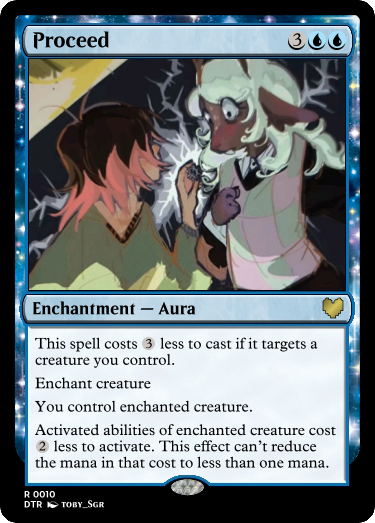 Proceed 3UU
Enchantment — Aura
This spell costs 3 less to cast if it targets a
creature you control.
Enchant creature
You control enchanted creature.
Activated abilities of enchanted creature cost
2 less to activate. This effect can't reduce
the mana in that cost to less than one mana.
R 0010
DTR TOBY_SGR